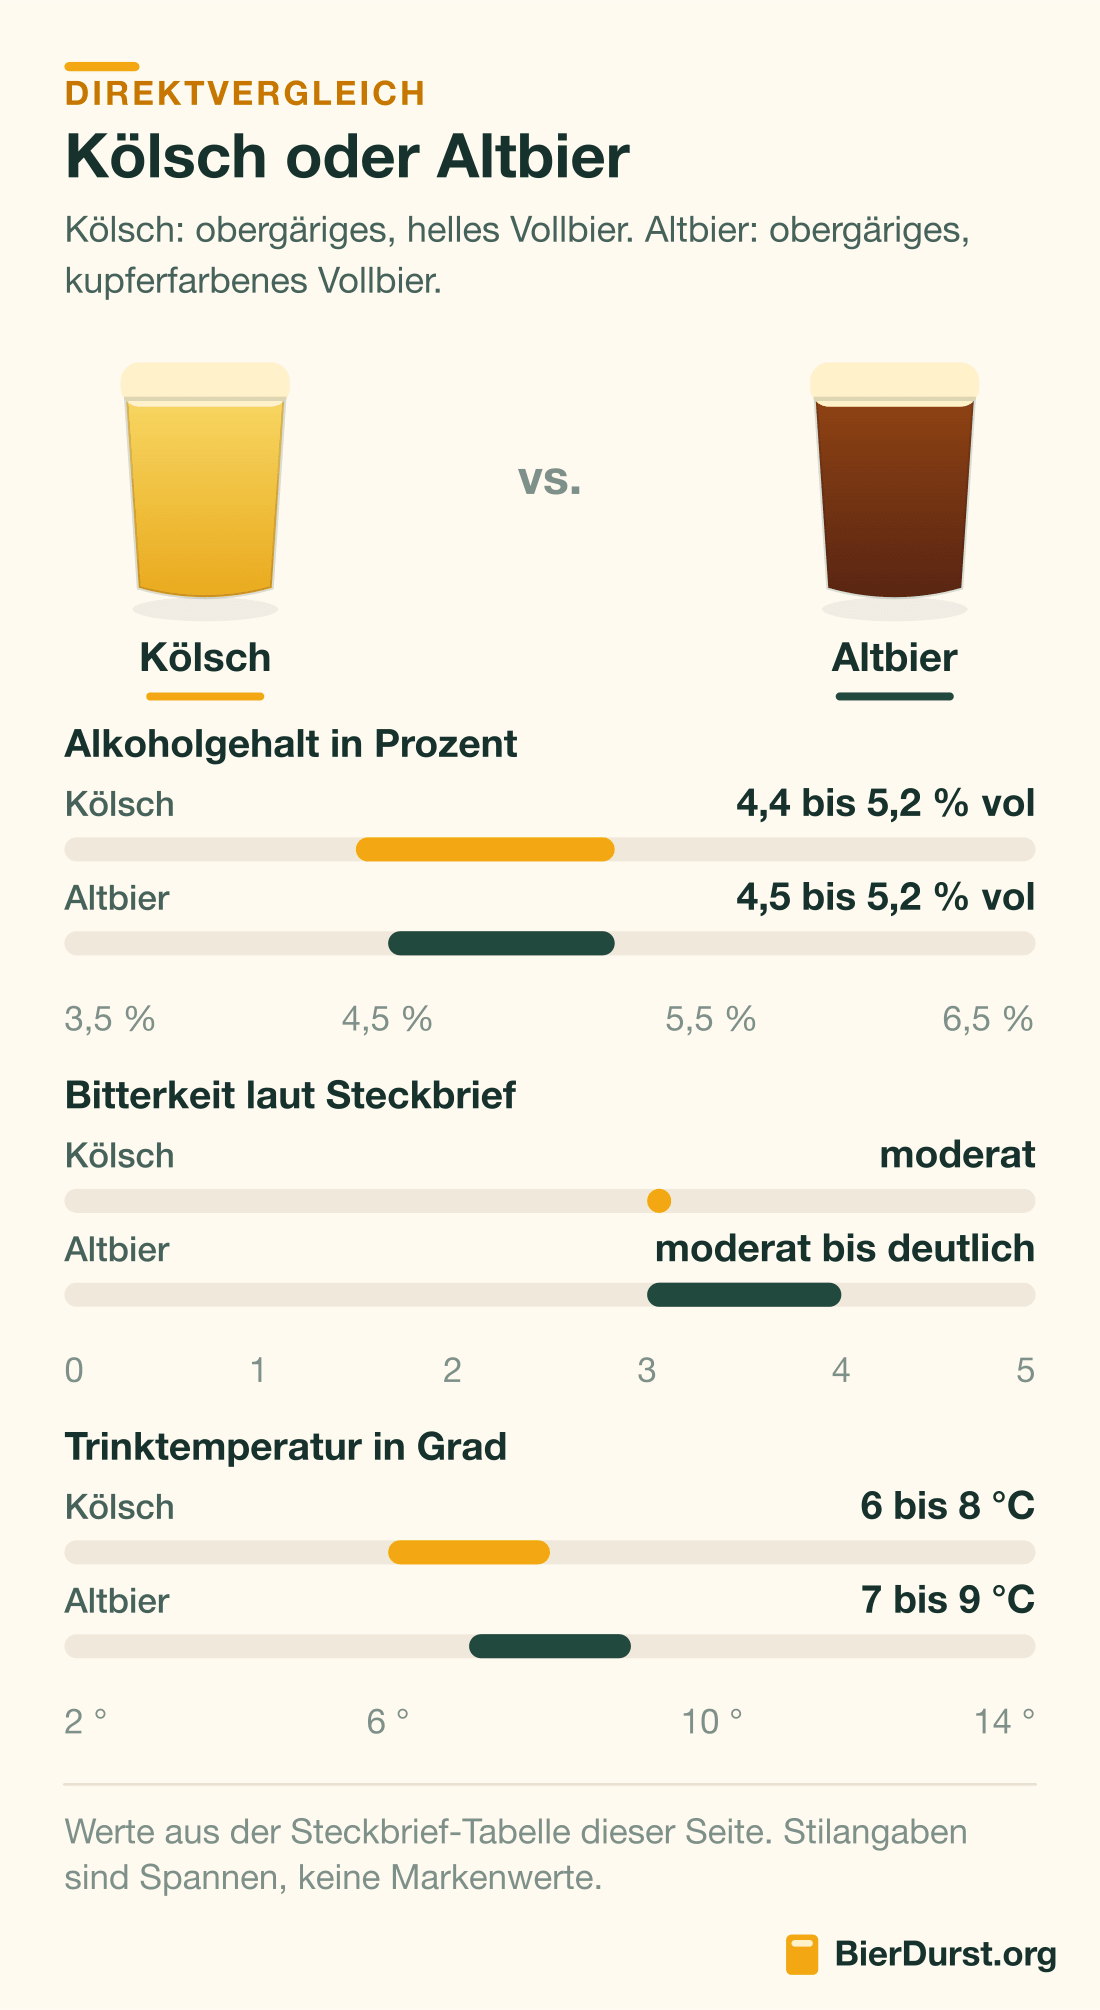 DIREKTVERGLEICH
Kölsch oder Altbier
Kölsch: obergäriges, helles Vollbier. Altbier: obergäriges,
kupferfarbenes Vollbier.
vs.
Kölsch
Altbier
Alkoholgehalt in Prozent
Kölsch 4,4 bis 5,2 % vol
Altbier 4,5 bis 5,2 % vol
3,5 % 4,5 % 5,5 % 6,5 %
Bitterkeit laut Steckbrief
Kölsch moderat
Altbier moderat bis deutlich
0 1 2 3 4 5
Trinktemperatur in Grad
Kölsch 6 bis 8 °C
Altbier 7 bis 9 °C
2 ° 6 ° 10 ° 14 °
Werte aus der Steckbrief-Tabelle dieser Seite. Stilangaben
sind Spannen, keine Markenwerte.
BierDurst.org